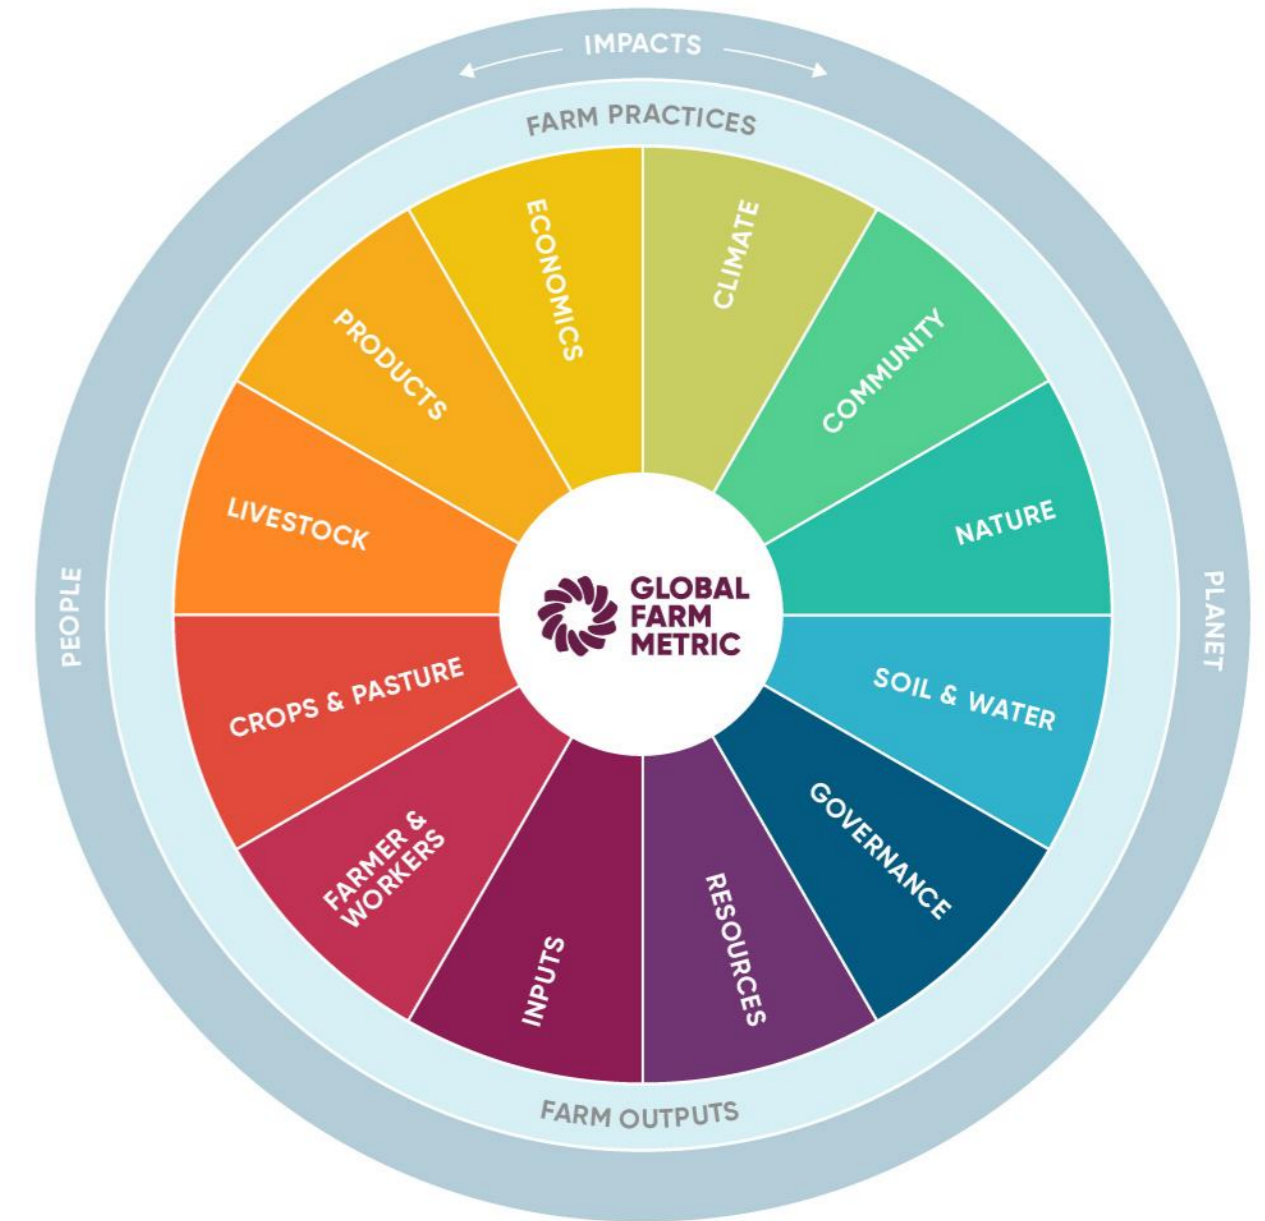 IMPACTS
FARM PRACTICES
ECONOMICS
CLIMATE
PRODUCTS
COMMUNITY
LIVESTOCK
NATURE
PEOPLE
GLOBAL
FARM
METRIC
PLANET
CROPS & PASTURE
SOIL & WATER
FARMER &
WORKERS
GOVERNANCE
INPUTS
RESOURCES
FARM OUTPUTS